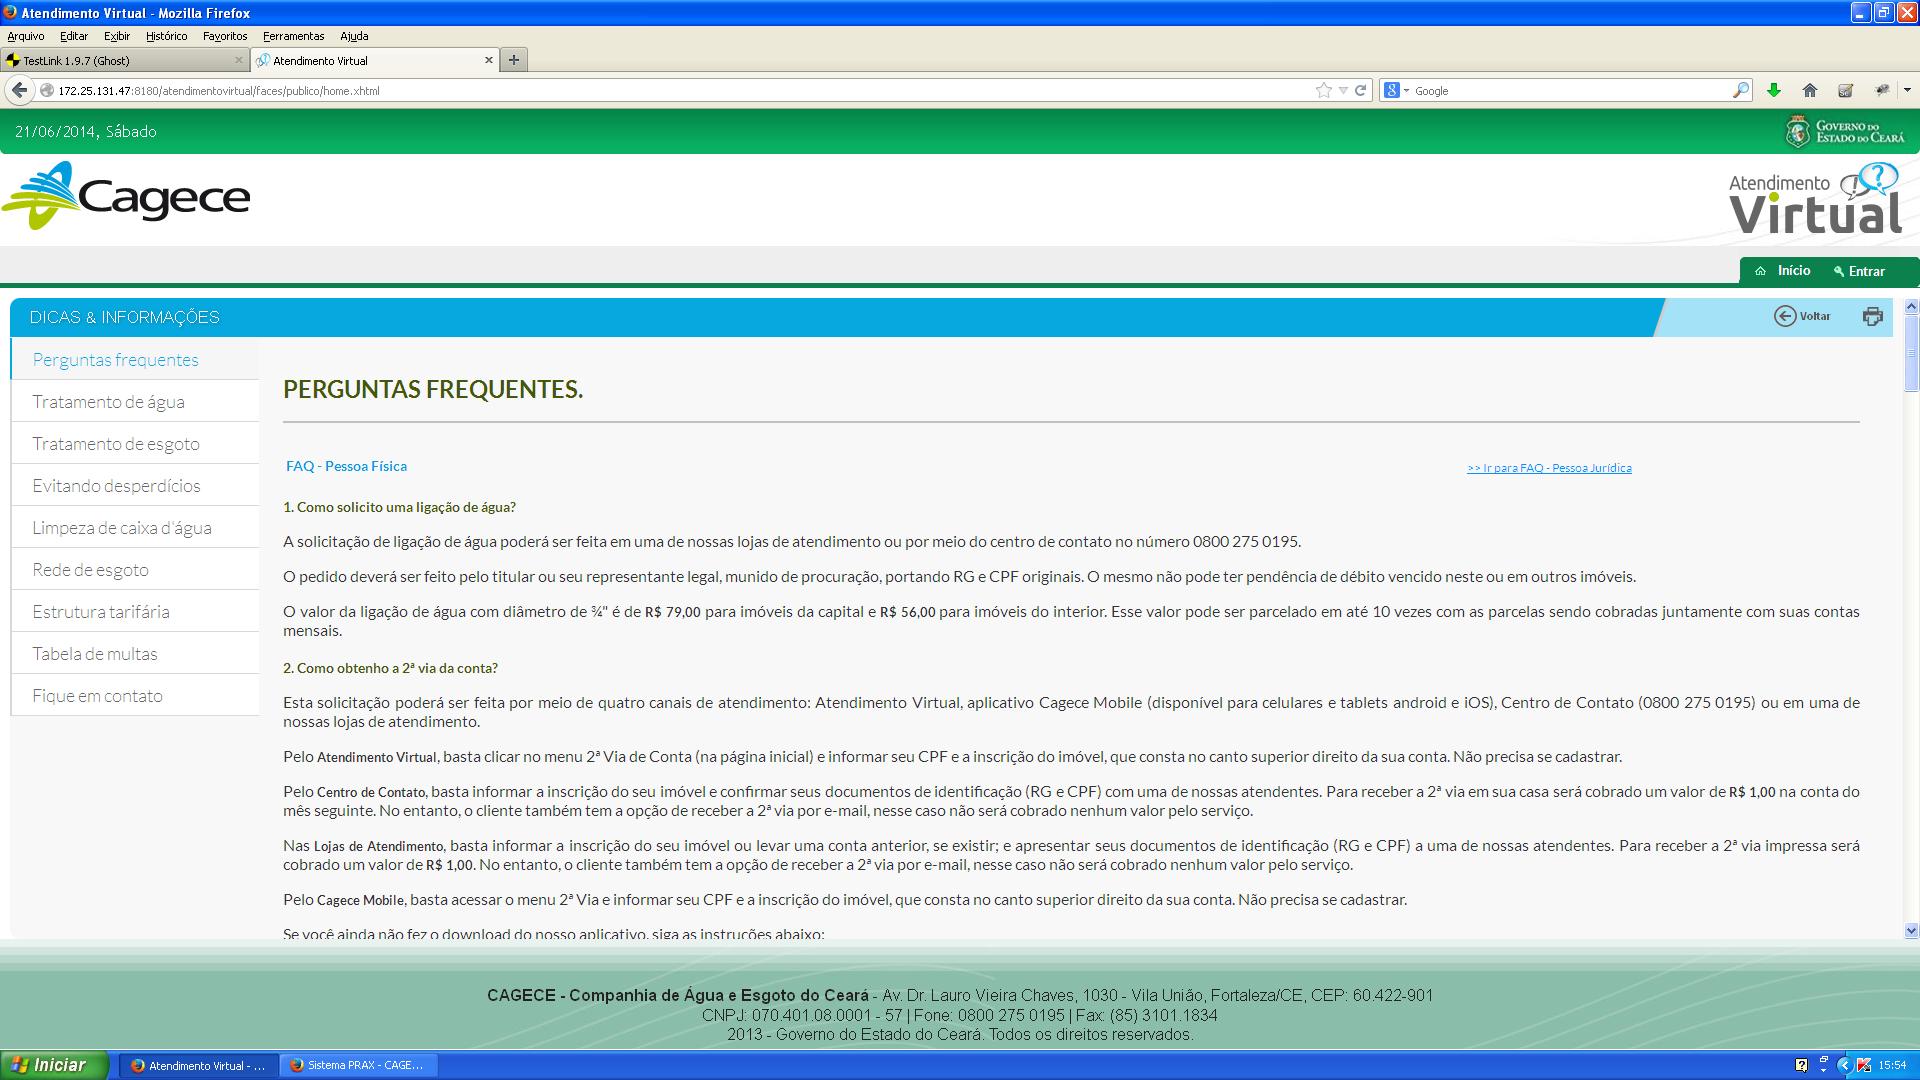 Atendimento Virtual - Mozilla Firefox
Arquivo Editar Exibir Histórico Favoritos Ferramentas Ajuda
TestLink 1.9.7 (Ghost)
Atendimento Virtual
172.25.131.47:8180/atendimentovirtual/faces/publico/home.xhtml
Google
21/06/2014, Sábado
GOVERNO DO
ESTADO DO CEARÁ
Cagece
Atendimento
Virtual
Início Entrar
DICAS & INFORMAÇÕES
Voltar
Perguntas frequentes
Tratamento de água
Tratamento de esgoto
Evitando desperdícios
Limpeza de caixa d'água
Rede de esgoto
Estrutura tarifária
Tabela de multas
Fique em contato
PERGUNTAS FREQUENTES.
FAQ - Pessoa Física
>> Ir para FAQ - Pessoa Jurídica
1. Como solicito uma ligação de água?
A solicitação de ligação de água poderá ser feita em uma de nossas lojas de atendimento ou por meio do centro de contato no número 0800 275 0195.
O pedido deverá ser feito pelo titular ou seu representante legal, munido de procuração, portando RG e CPF originais. O mesmo não pode ter pendência de débito vencido neste ou em outros imóveis.
O valor da ligação de água com diâmetro de ¾" é de R$ 79,00 para imóveis da capital e R$ 56,00 para imóveis do interior. Esse valor pode ser parcelado em até 10 vezes com as parcelas sendo cobradas juntamente com suas contas
mensais.
2. Como obtenho a 2ª via da conta?
Esta solicitação poderá ser feita por meio de quatro canais de atendimento: Atendimento Virtual, aplicativo Cagece Mobile (disponível para celulares e tablets android e iOS), Centro de Contato (0800 275 0195) ou em uma de
nossas lojas de atendimento.
Pelo Atendimento Virtual, basta clicar no menu 2ª Via de Conta (na página inicial) e informar seu CPF e a inscrição do imóvel, que consta no canto superior direito da sua conta. Não precisa se cadastrar.
Pelo Centro de Contato, basta informar a inscrição do seu imóvel e confirmar seus documentos de identificação (RG e CPF) com uma de nossas atendentes. Para receber a 2ª via em sua casa será cobrado um valor de R$ 1,00 na conta do
mês seguinte. No entanto, o cliente também tem a opção de receber a 2ª via por e-mail, nesse caso não será cobrado nenhum valor pelo serviço.
Nas Lojas de Atendimento, basta informar a inscrição do seu imóvel ou levar uma conta anterior, se existir; e apresentar seus documentos de identificação (RG e CPF) a uma de nossas atendentes. Para receber a 2ª via impressa será
cobrado um valor de R$ 1,00. No entanto, o cliente também tem a opção de receber a 2ª via por e-mail, nesse caso não será cobrado nenhum valor pelo serviço.
Pelo Cagece Mobile, basta acessar o menu 2ª Via e informar seu CPF e a inscrição do imóvel, que consta no canto superior direito da sua conta. Não precisa se cadastrar.
Se você ainda não fez o download do nosso aplicativo, siga as instruções abaixo:
CAGECE - Companhia de Água e Esgoto do Ceará - Av. Dr. Lauro Vieira Chaves, 1030 - Vila União, Fortaleza/CE, CEP: 60.422-901
CNPJ: 070.401.08.0001 - 57 | Fone: 0800 275 0195 | Fax: (85) 3101.1834
2013 - Governo do Estado do Ceará. Todos os direitos reservados.
Iniciar
Atendimento Virtual - ...
Sistema PRAX - CAGE...
15:54